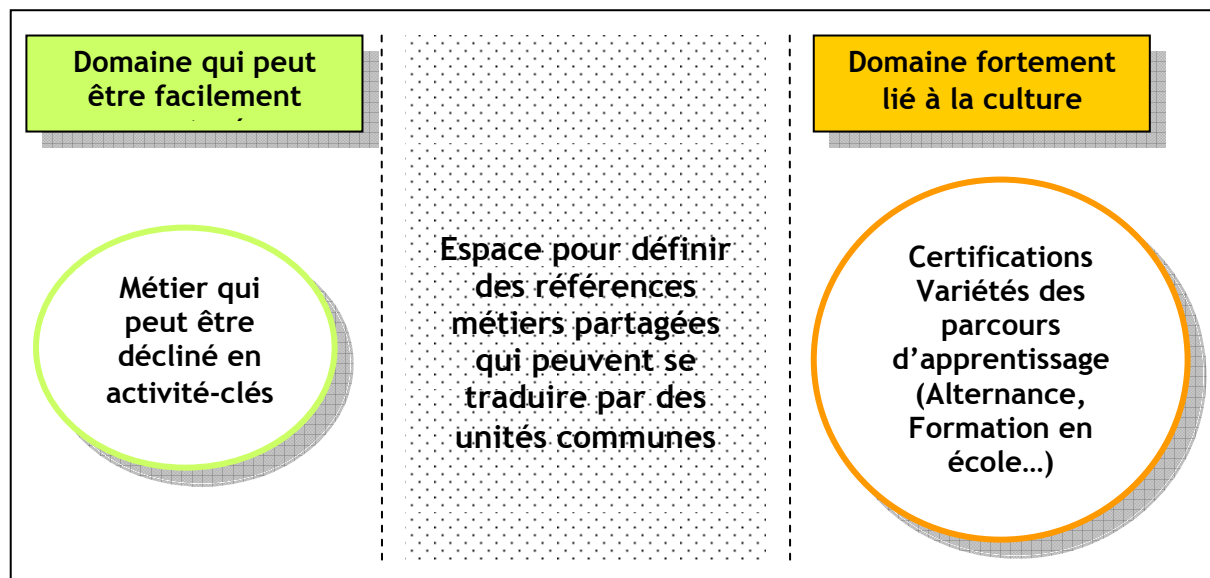 Domaine qui peut
être facilement
Métier qui
peut être
décliné en
activité-clés
Espace pour définir
des références
métiers partagées
qui peuvent se
traduire par des
unités communes
Domaine fortement
lié à la culture
Certifications
Variétés des
parcours
d’apprentissage
(Alternance,
Formation en
école…)